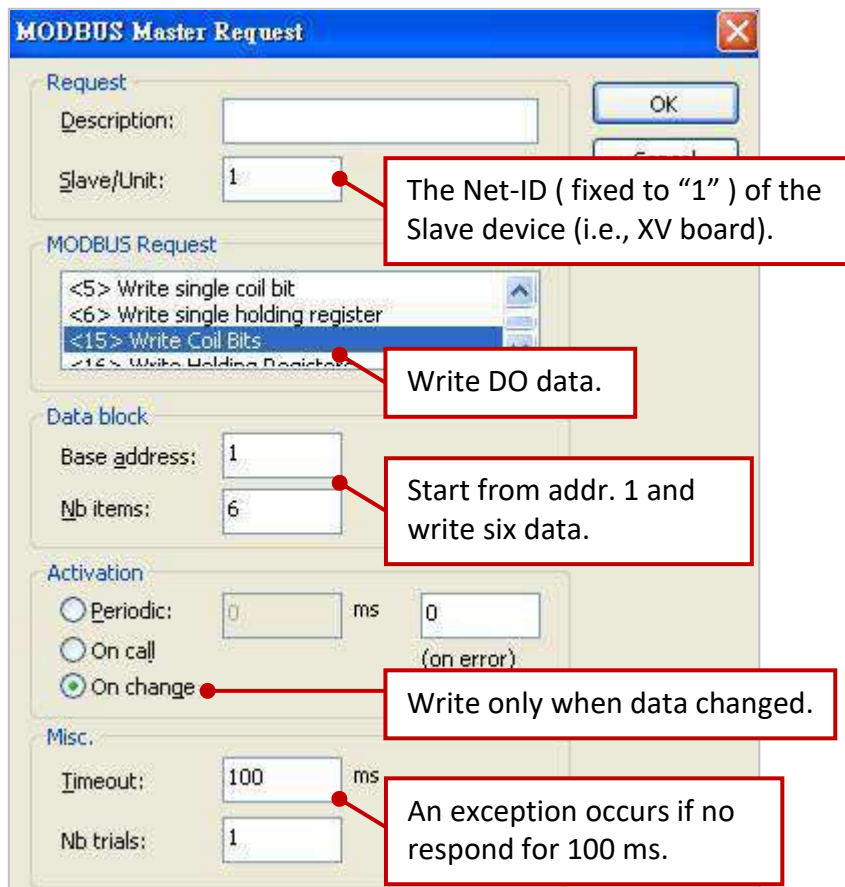 MODBUS Master Request
Request
OK
Description:
Slave/Unit:
1
The Net-ID ( fixed to “1” ) of the
Slave device (i.e., XV board).
MODBUS Request
<5> Write single coil bit
<6> Write single holding register
<15> Write Coil Bits
Write DO data.
Data block
Base address:
1
Nb items:
6
Start from addr. 1 and
write six data.
Activation
Periodic:
0
ms
0
On call
(on error)
On change
Write only when data changed.
Misc.
Timeout:
100
ms
Nb trials:
1
An exception occurs if no
respond for 100 ms.